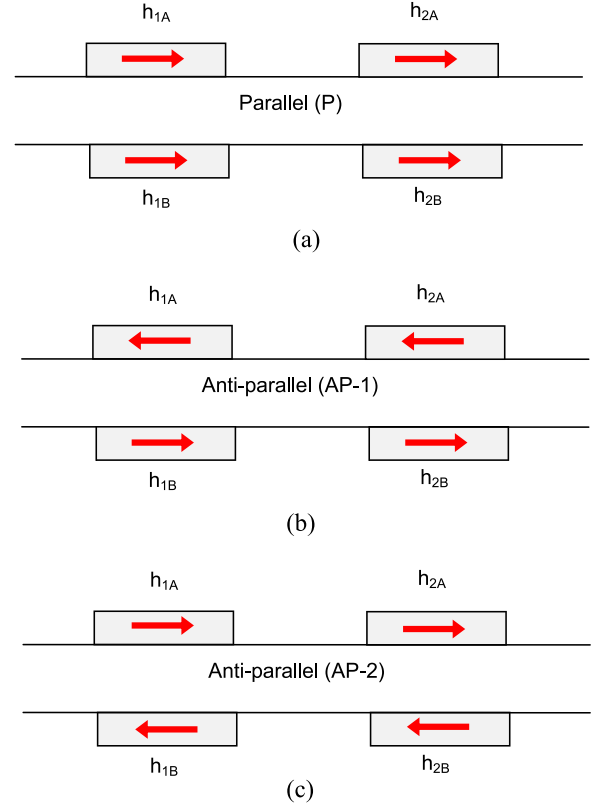 h1A h2A
Parallel (P)
h1B h2B
(a)
h1A h2A
Anti-parallel (AP-1)
h1B h2B
(b)
h1A h2A
Anti-parallel (AP-2)
h1B h2B
(c)